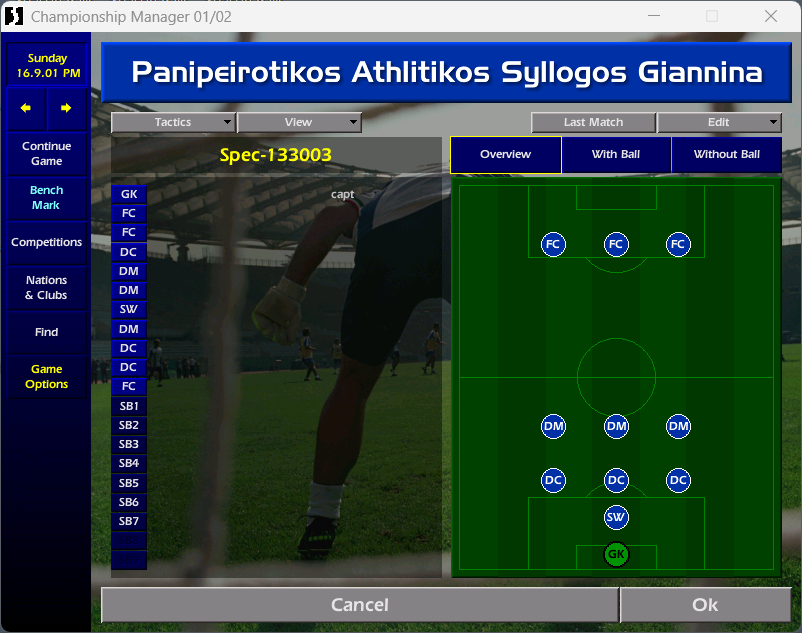 Championship Manager 01/02
Sunday
16.9.01 PM
Continue
Game
Bench
Mark
Competitions
Nations
& Clubs
Find
Game
Options
Panipeirotikos Athlitikos Syllogos Giannina
Tactics
View
Last Match
Edit
Spec-133003
Overview
With Ball
Without Ball
GK capt
FC
FC
DC
DM
DM
SW
DM
DC
DC
FC
SB1
SB2
SB3
SB4
SB5
SB6
SB7
FC FC FC
DM DM DM
DC DC DC
SW
GK
Cancel
Ok